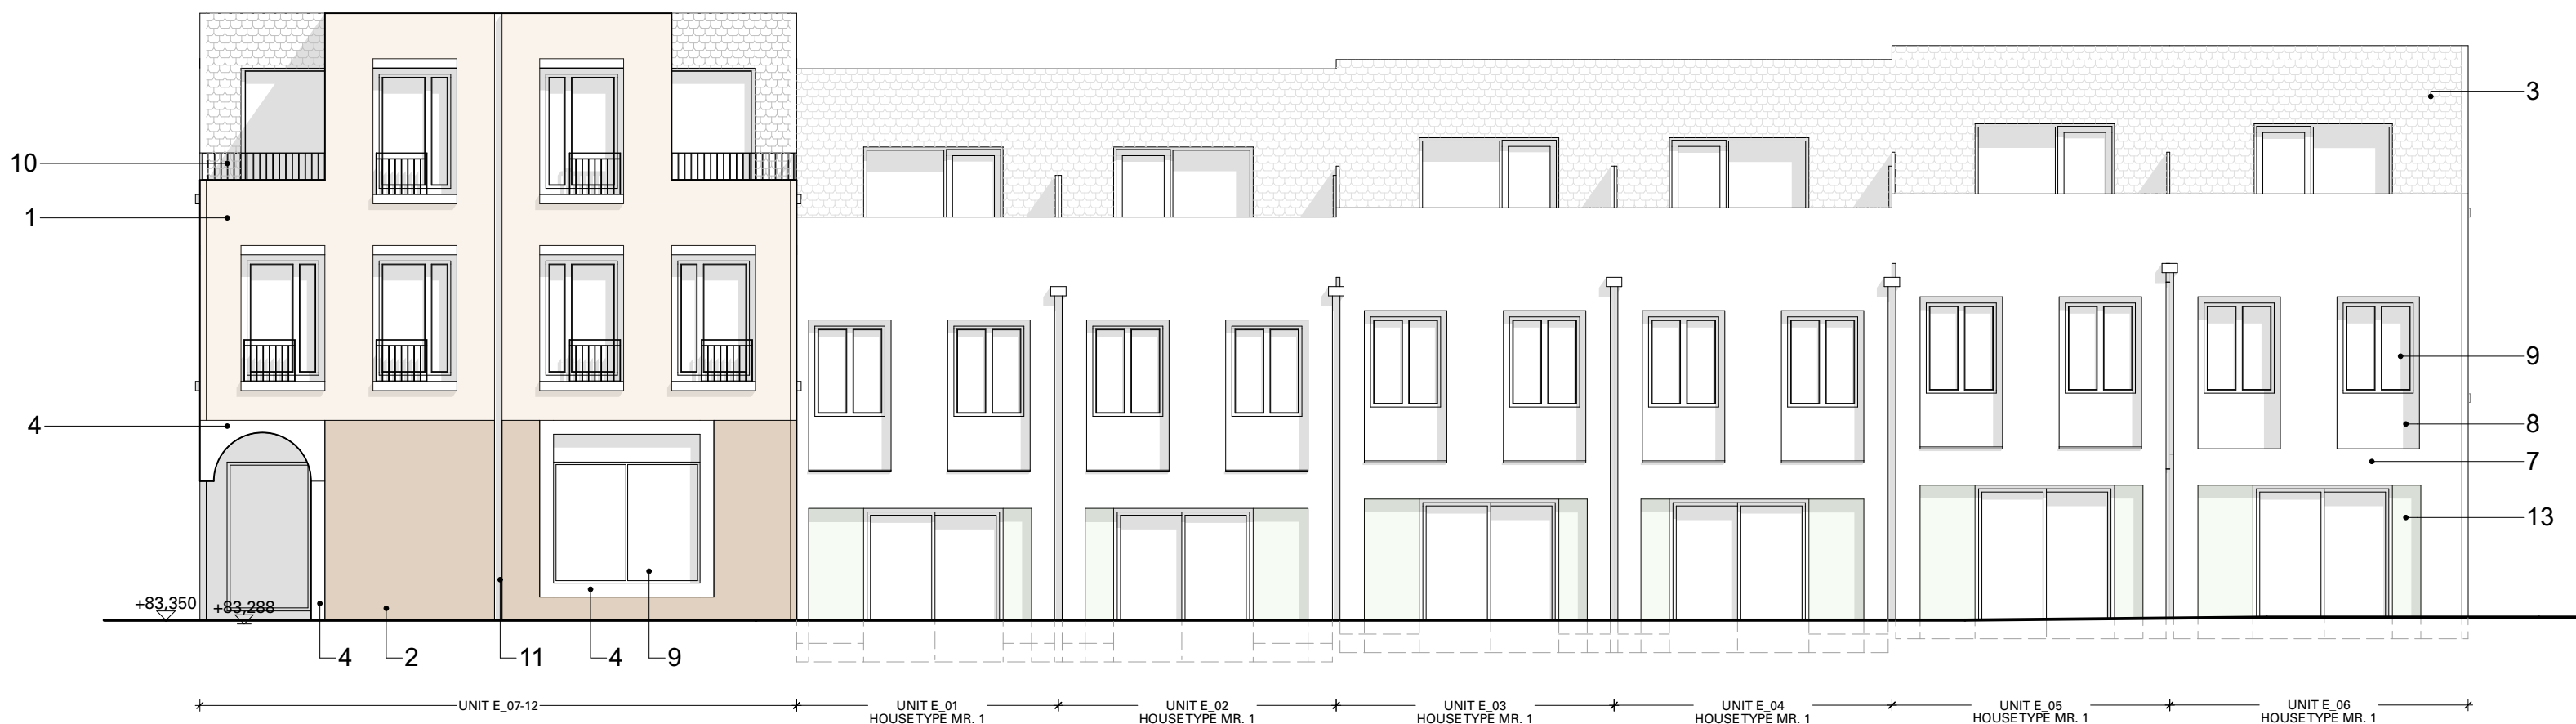 3
10
1
9
4
8
7
13
+83,350
+83,288
4
2
11
4
9
UNIT E_07-12
UNIT E_01
HOUSETYPE MR. 1
UNIT E_02
HOUSETYPE MR. 1
UNIT E_03
HOUSETYPE MR. 1
UNIT E_04
HOUSETYPE MR. 1
UNIT E_05
HOUSETYPE MR. 1
UNIT E_06
HOUSETYPE MR. 1